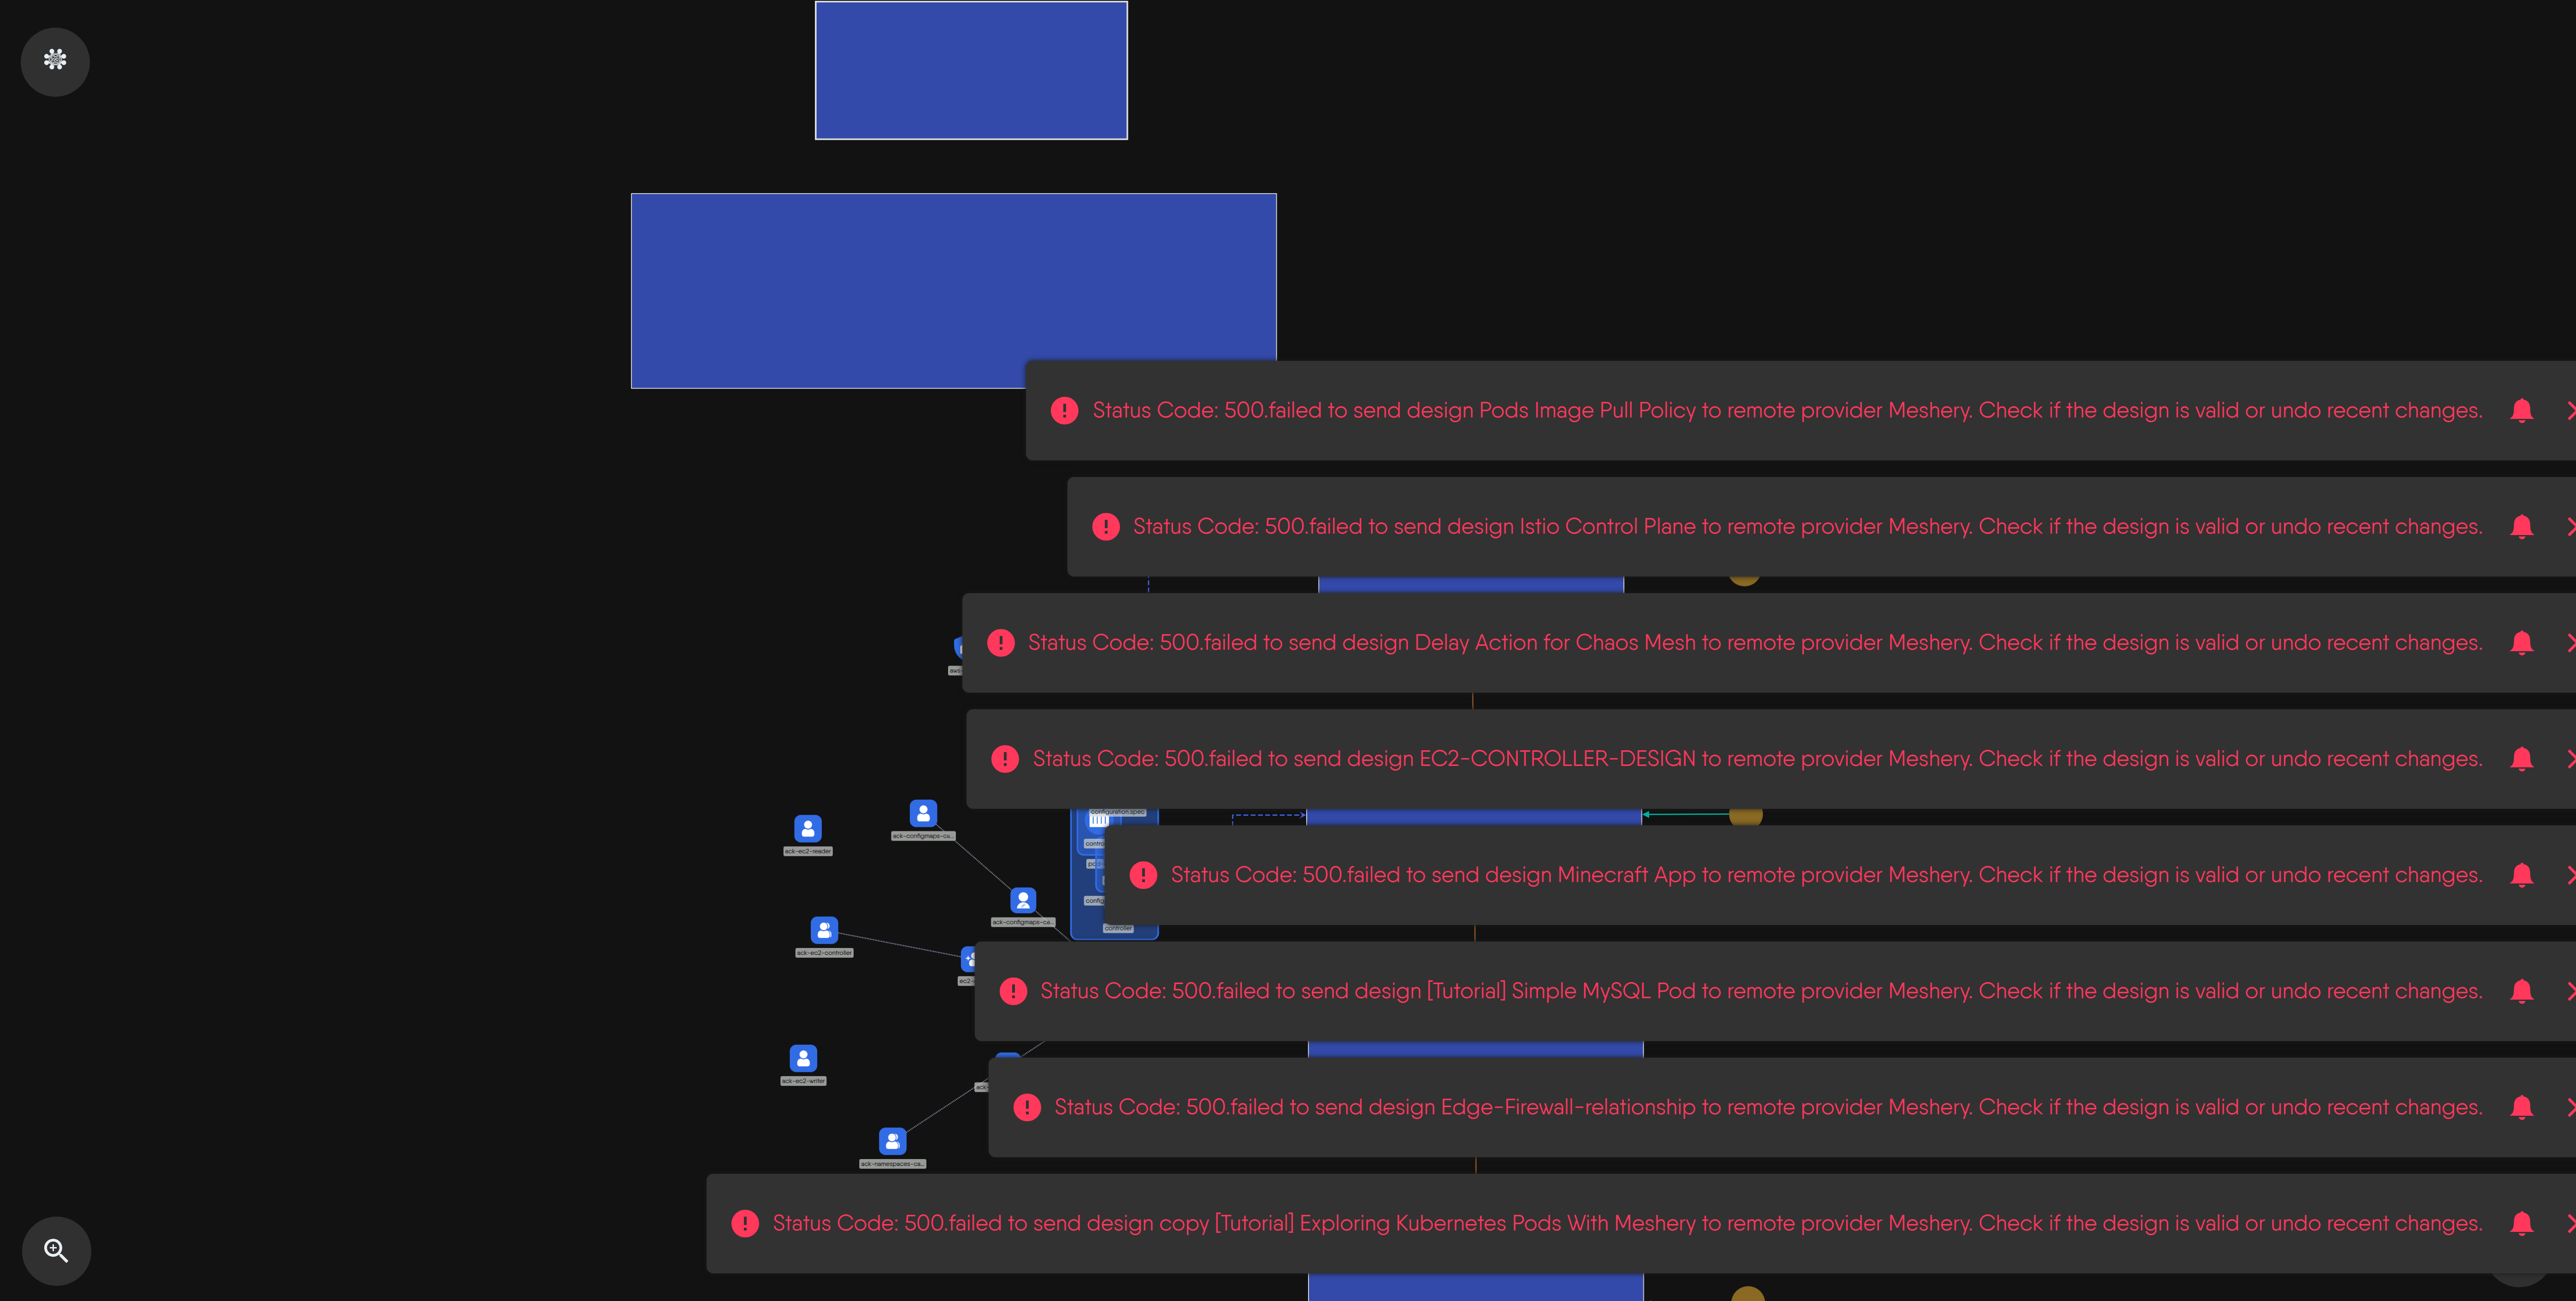 Status Code: 500.failed to send design Pods Image Pull Policy to remote provider Meshery. Check if the design is valid or undo recent changes.
Status Code: 500.failed to send design Istio Control Plane to remote provider Meshery. Check if the design is valid or undo recent changes.
Status Code: 500.failed to send design Delay Action for Chaos Mesh to remote provider Meshery. Check if the design is valid or undo recent changes.
Status Code: 500.failed to send design EC2-CONTROLLER-DESIGN to remote provider Meshery. Check if the design is valid or undo recent changes.
configuration.spec
ack-configmaps-ca...
ack-ec2-reader
Status Code: 500.failed to send design Minecraft App to remote provider Meshery. Check if the design is valid or undo recent changes.
ack-configmaps-ca...
controller
ack-ec2-controller
Status Code: 500.failed to send design [Tutorial] Simple MySQL Pod to remote provider Meshery. Check if the design is valid or undo recent changes.
ack-ec2-writer
Status Code: 500.failed to send design Edge-Firewall-relationship to remote provider Meshery. Check if the design is valid or undo recent changes.
ack-namespaces-ca...
Status Code: 500.failed to send design copy [Tutorial] Exploring Kubernetes Pods With Meshery to remote provider Meshery. Check if the design is valid or undo recent changes.